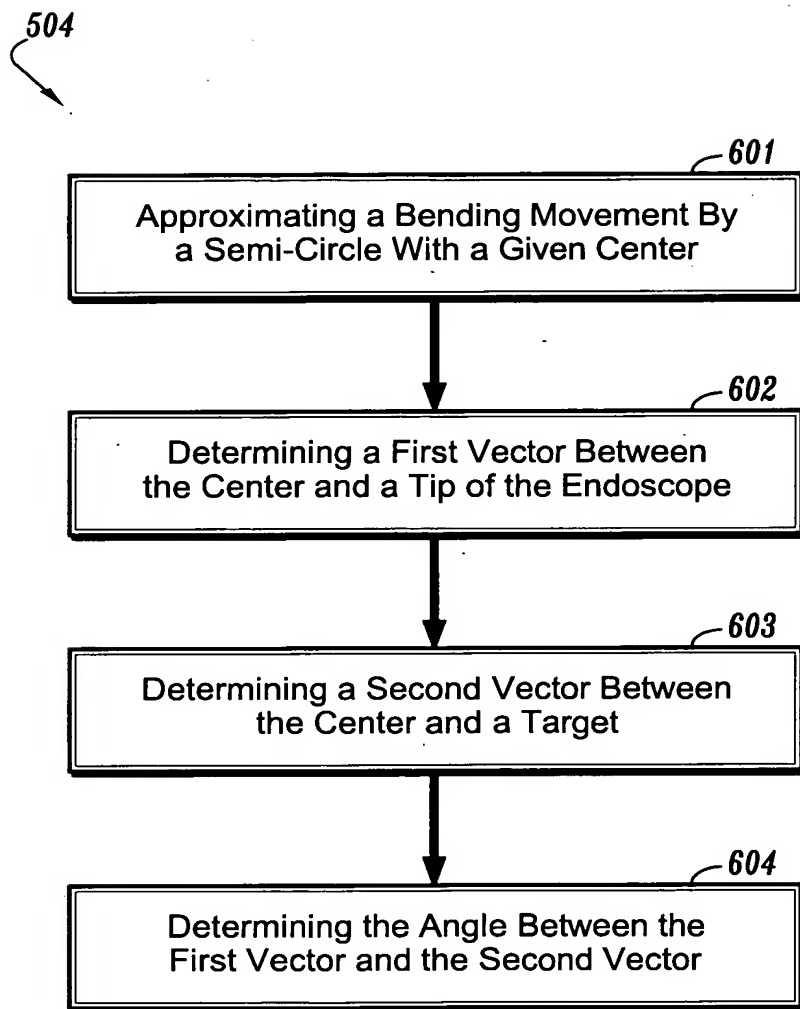 504
601
Approximating a Bending Movement By
a Semi-Circle With a Given Center
602
Determining a First Vector Between
the Center and a Tip of the Endoscope
603
Determining a Second Vector Between
the Center and a Target
604
Determining the Angle Between the
First Vector and the Second Vector